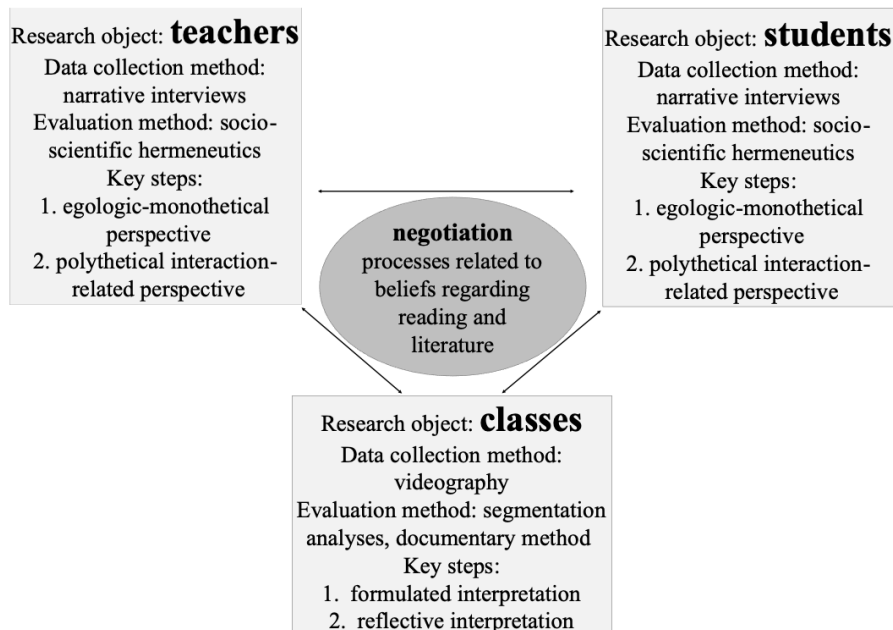 Research object: teachers
Data collection method:
narrative interviews
Evaluation method: socio-
scientific hermeneutics
Key steps:
1. egologic-monothetical
perspective
2. polythetical interaction-
related perspective
Research object: students
Data collection method:
narrative interviews
Evaluation method: socio-
scientific hermeneutics
Key steps:
1. egologic-monothetical
perspective
2. polythetical interaction-
related perspective
negotiation
processes related to
beliefs regarding
reading and
literature
Research object: classes
Data collection method:
videography
Evaluation method: segmentation
analyses, documentary method
Key steps:
1. formulated interpretation
2. reflective interpretation